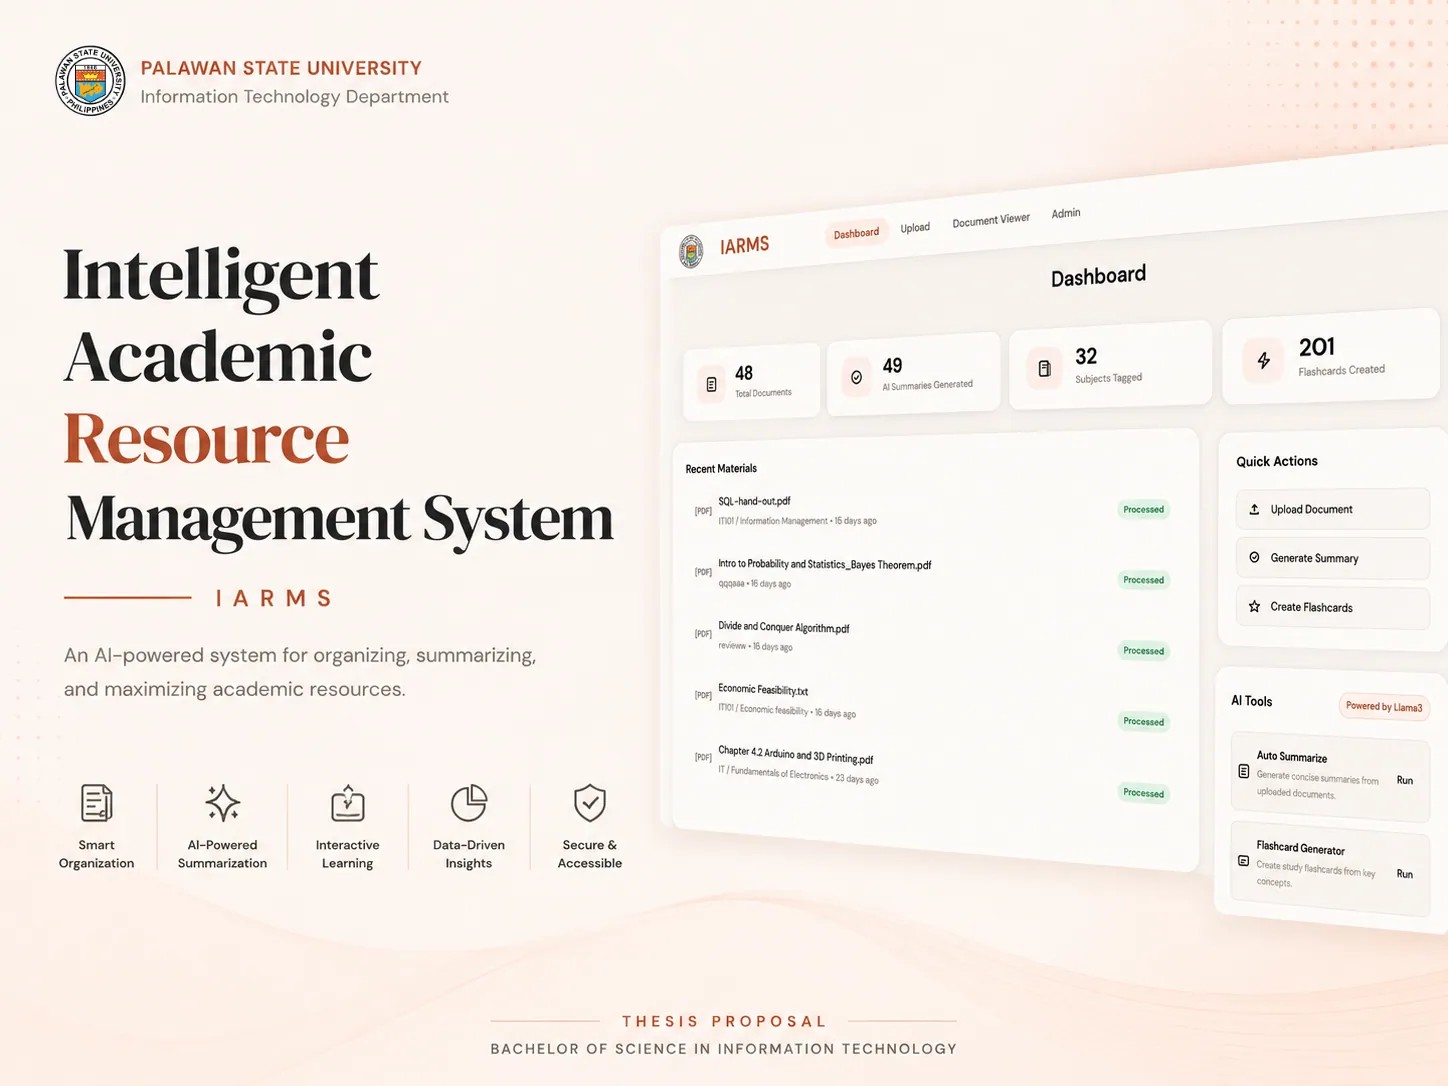 PALAWAN STATE UNIVERSITY
PHILIPPINES
PALAWAN STATE UNIVERSITY
Information Technology Department
Intelligent
Academic
Resource
Management System
IARMS
An AI-powered system for organizing, summarizing,
and maximizing academic resources.
Smart
Organization
AI-Powered
Summarization
Interactive
Learning
Data-Driven
Insights
Secure &
Accessible
IARMS
Dashboard
Upload
Document Viewer
Admin
Dashboard
48
Total Documents
49
AI Summaries Generated
32
Subjects Tagged
201
Flashcards Created
Recent Materials
[PDF]
SQL-hand-out.pdf
IT101 / Information Management • 15 days ago
Processed
[PDF]
Intro to Probability and Statistics_Bayes Theorem.pdf
qqqaaa • 16 days ago
Processed
[PDF]
Divide and Conquer Algorithm.pdf
revieww • 16 days ago
Processed
[PDF]
Economic Feasibility.txt
IT101 / Economic feasibility • 16 days ago
Processed
[PDF]
Chapter 4.2 Arduino and 3D Printing.pdf
IT / Fundamentals of Electronics • 23 days ago
Processed
Quick Actions
Upload Document
Generate Summary
Create Flashcards
AI Tools
Powered by Llama3
Auto Summarize
Generate concise summaries from
uploaded documents.
Run
Flashcard Generator
Create study flashcards from key
concepts.
Run
THESIS PROPOSAL
BACHELOR OF SCIENCE IN INFORMATION TECHNOLOGY